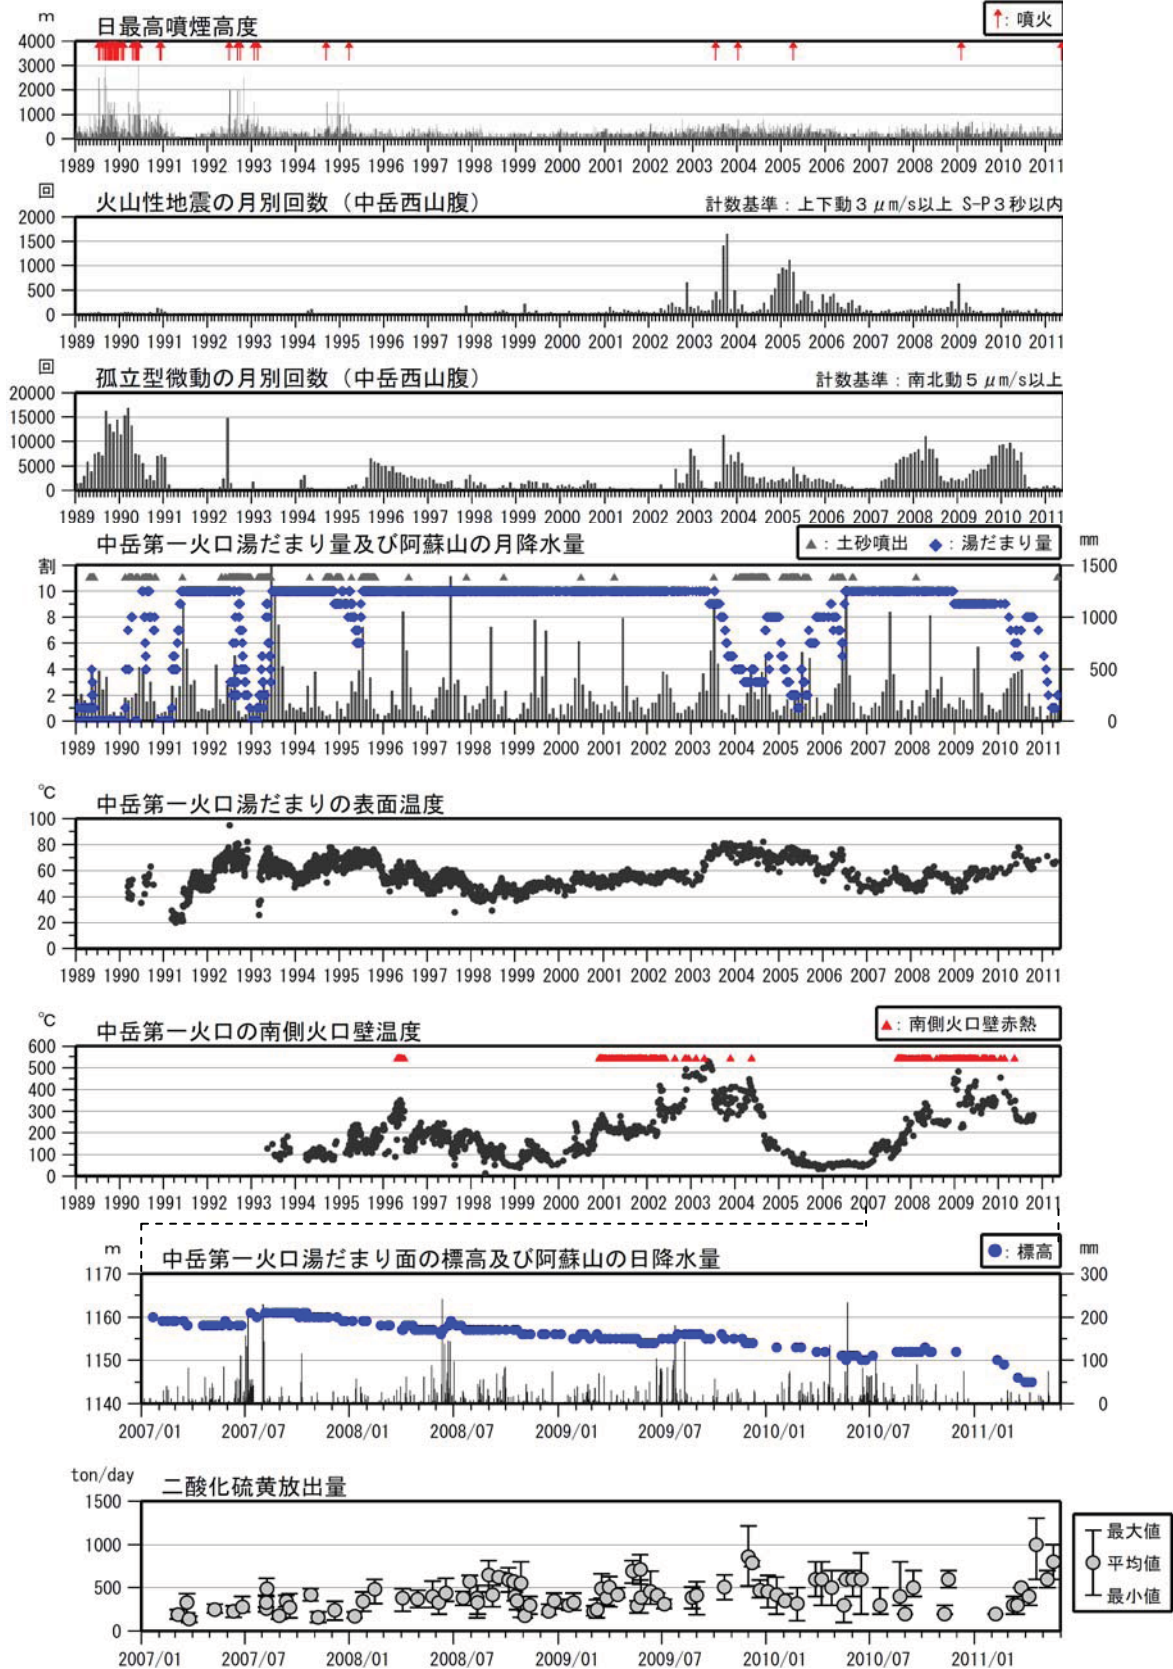 m
日最高噴煙高度
↑: 噴火
4000
3000
2000
1000
0
1989 1990 1991 1992 1993 1994 1995 1996 1997 1998 1999 2000 2001 2002 2003 2004 2005 2006 2007 2008 2009 2010 2011
回
火山性地震の月別回数（中岳西山腹）
計数基準：上下動３μm/s以上 S-P３秒以内
2000
1500
1000
500
0
1989 1990 1991 1992 1993 1994 1995 1996 1997 1998 1999 2000 2001 2002 2003 2004 2005 2006 2007 2008 2009 2010 2011
回
孤立型微動の月別回数（中岳西山腹）
計数基準：南北動５μm/s以上
20000
15000
10000
5000
0
1989 1990 1991 1992 1993 1994 1995 1996 1997 1998 1999 2000 2001 2002 2003 2004 2005 2006 2007 2008 2009 2010 2011
中岳第一火口湯だまり量及び阿蘇山の月降水量
▲：土砂噴出 ◆：湯だまり量
mm
割
1500
10
8
1000
6
4
500
2
0
0
1989 1990 1991 1992 1993 1994 1995 1996 1997 1998 1999 2000 2001 2002 2003 2004 2005 2006 2007 2008 2009 2010 2011
℃
中岳第一火口湯だまりの表面温度
100
80
60
40
20
0
1989 1990 1991 1992 1993 1994 1995 1996 1997 1998 1999 2000 2001 2002 2003 2004 2005 2006 2007 2008 2009 2010 2011
℃
中岳第一火口の南側火口壁温度
▲：南側火口壁赤熱
600
500
400
300
200
100
0
1989 1990 1991 1992 1993 1994 1995 1996 1997 1998 1999 2000 2001 2002 2003 2004 2005 2006 2007 2008 2009 2010 2011
m
中岳第一火口湯だまり面の標高及び阿蘇山の日降水量
●：標高
mm
1170
300
1160
200
1150
100
1140
0
2007/01 2007/07 2008/01 2008/07 2009/01 2009/07 2010/01 2010/07 2011/01
ton/day
二酸化硫黄放出量
1500
1000
500
0
最大値
平均値
最小値
2007/01 2007/07 2008/01 2008/07 2009/01 2009/07 2010/01 2010/07 2011/01